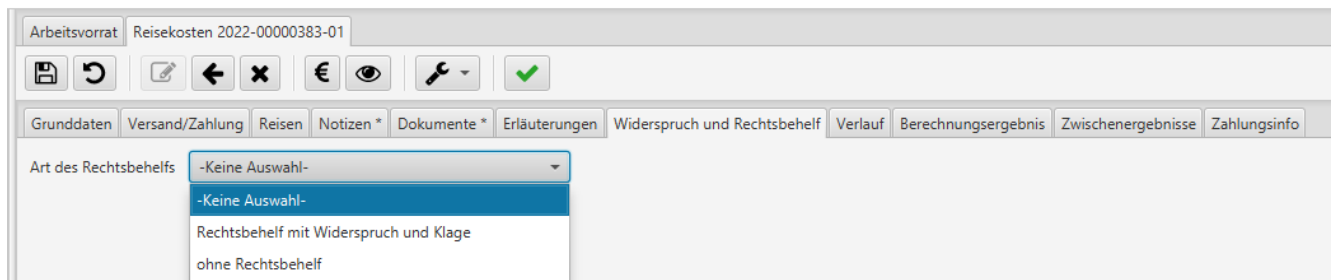 Arbeitsvorrat Reisekosten 2022-00000383-01
€
Grunddaten Versand/Zahlung Reisen Notizen * Dokumente * Erläuterungen Widerspruch und Rechtsbehelf Verlauf Berechnungsergebnis Zwischenergebnisse Zahlungsinfo
Art des Rechtsbehelfs -Keine Auswahl-
-Keine Auswahl-
Rechtsbehelf mit Widerspruch und Klage
ohne Rechtsbehelf